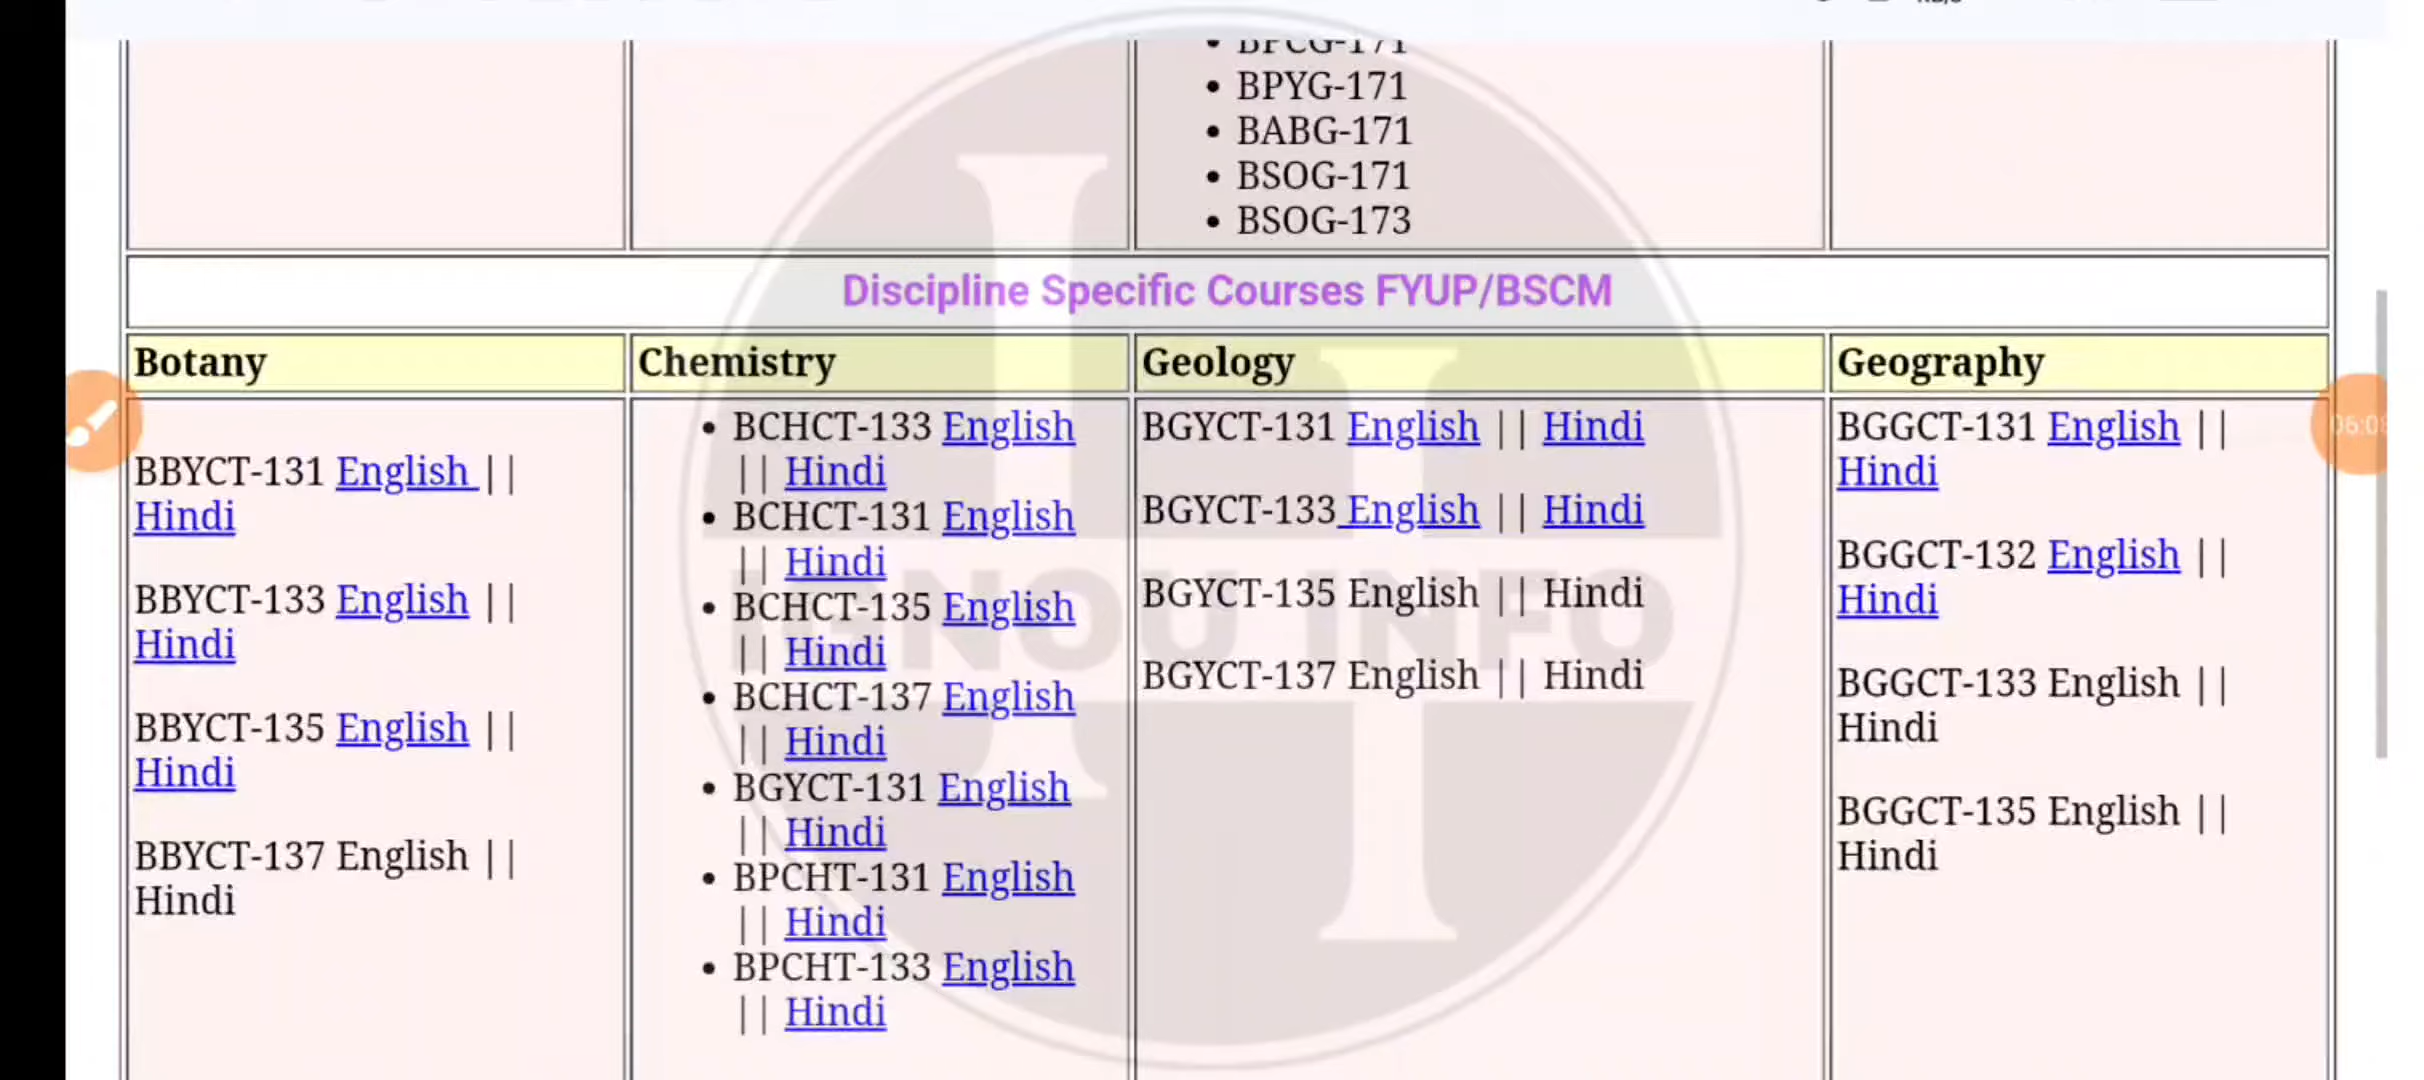 BPCG-171
BPYG-171
BABG-171
BSOG-171
BSOG-173
Discipline Specific Courses FYUP/BSCM
Botany
Chemistry
Geology
Geography
BBYCT-131 English ||
Hindi
BBYCT-133 English ||
Hindi
BBYCT-135 English ||
Hindi
BBYCT-137 English ||
Hindi
BCHCT-133 English
|| Hindi
BCHCT-131 English
|| Hindi
BCHCT-135 English
|| Hindi
BCHCT-137 English
|| Hindi
BGYCT-131 English
|| Hindi
BPCHT-131 English
|| Hindi
BPCHT-133 English
|| Hindi
BGYCT-131 English || Hindi
BGYCT-133 English || Hindi
BGYCT-135 English || Hindi
BGYCT-137 English || Hindi
BGGCT-131 English ||
Hindi
BGGCT-132 English ||
Hindi
BGGCT-133 English ||
Hindi
BGGCT-135 English ||
Hindi
IGNOU INFO